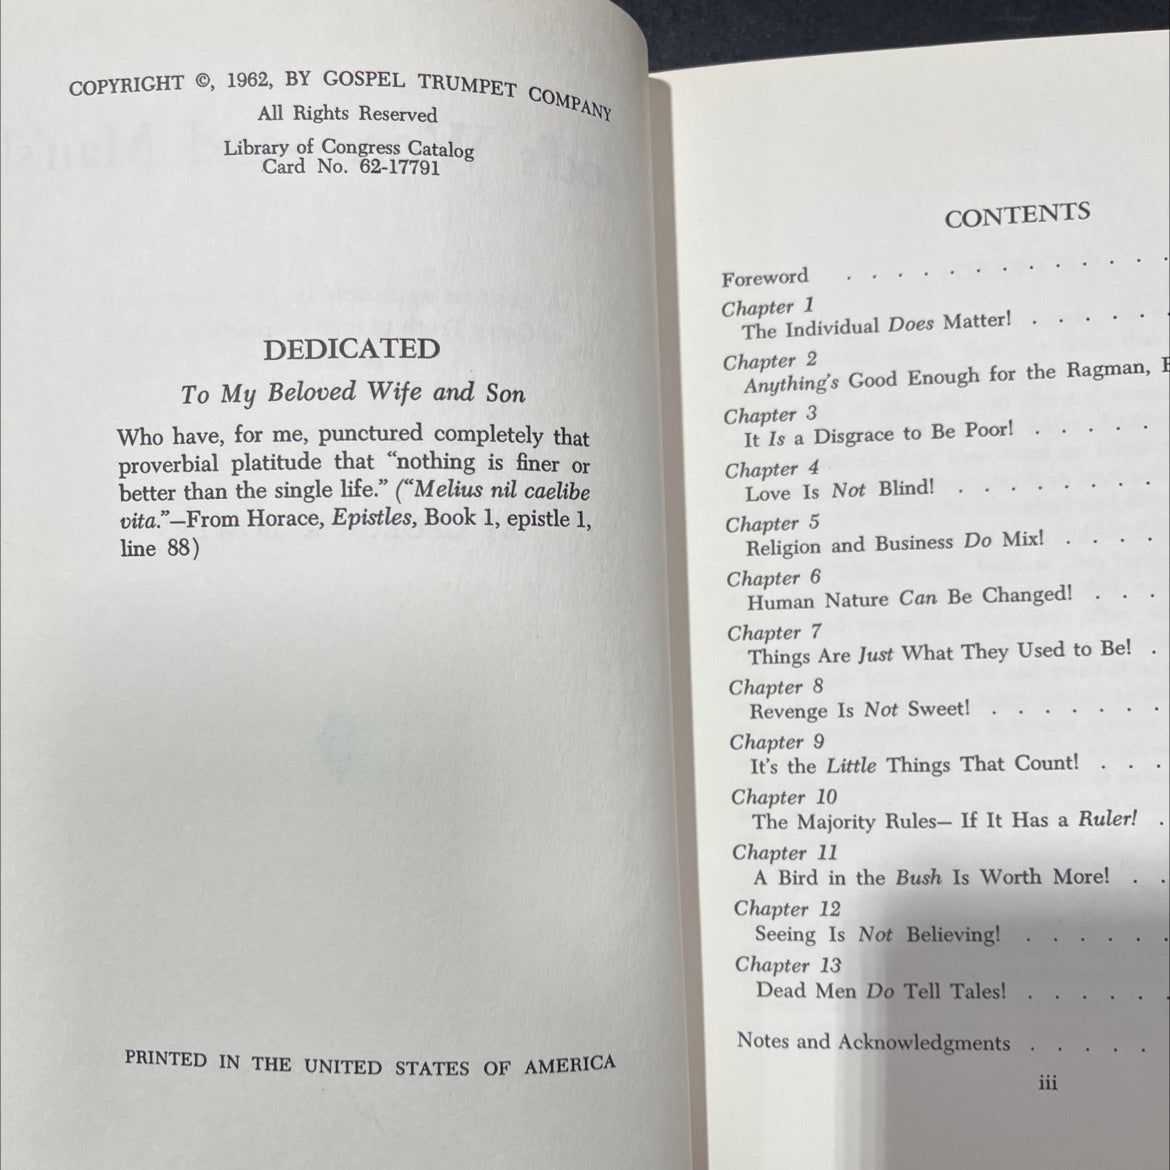 COPYRIGHT ©, 1962, BY GOSPEL TRUMPET COMPANY
All Rights Reserved
Library of Congress Catalog
Card No. 62-17791
DEDICATED
To My Beloved Wife and Son
Who have, for me, punctured completely that
proverbial platitude that “nothing is finer or
better than the single life.” (“Melius nil caelibe
vita.”—From Horace, Epistles, Book 1, epistle 1,
line 88)
PRINTED IN THE UNITED STATES OF AMERICA
CONTENTS
Foreword . . . . . . . . . . . . .
Chapter 1
The Individual Does Matter! . . . . . .
Chapter 2
Anything's Good Enough for the Ragman,
Chapter 3
It Is a Disgrace to Be Poor! . . . . .
Chapter 4
Love Is Not Blind! . . . . . . . .
Chapter 5
Religion and Business Do Mix! . . . .
Chapter 6
Human Nature Can Be Changed! . . .
Chapter 7
Things Are Just What They Used to Be! .
Chapter 8
Revenge Is Not Sweet! . . . . . . .
Chapter 9
It's the Little Things That Count! . . .
Chapter 10
The Majority Rules— If It Has a Ruler! .
Chapter 11
A Bird in the Bush Is Worth More! . .
Chapter 12
Seeing Is Not Believing! . . . . . .
Chapter 13
Dead Men Do Tell Tales! . . . . . .
Notes and Acknowledgments . . . . .
iii